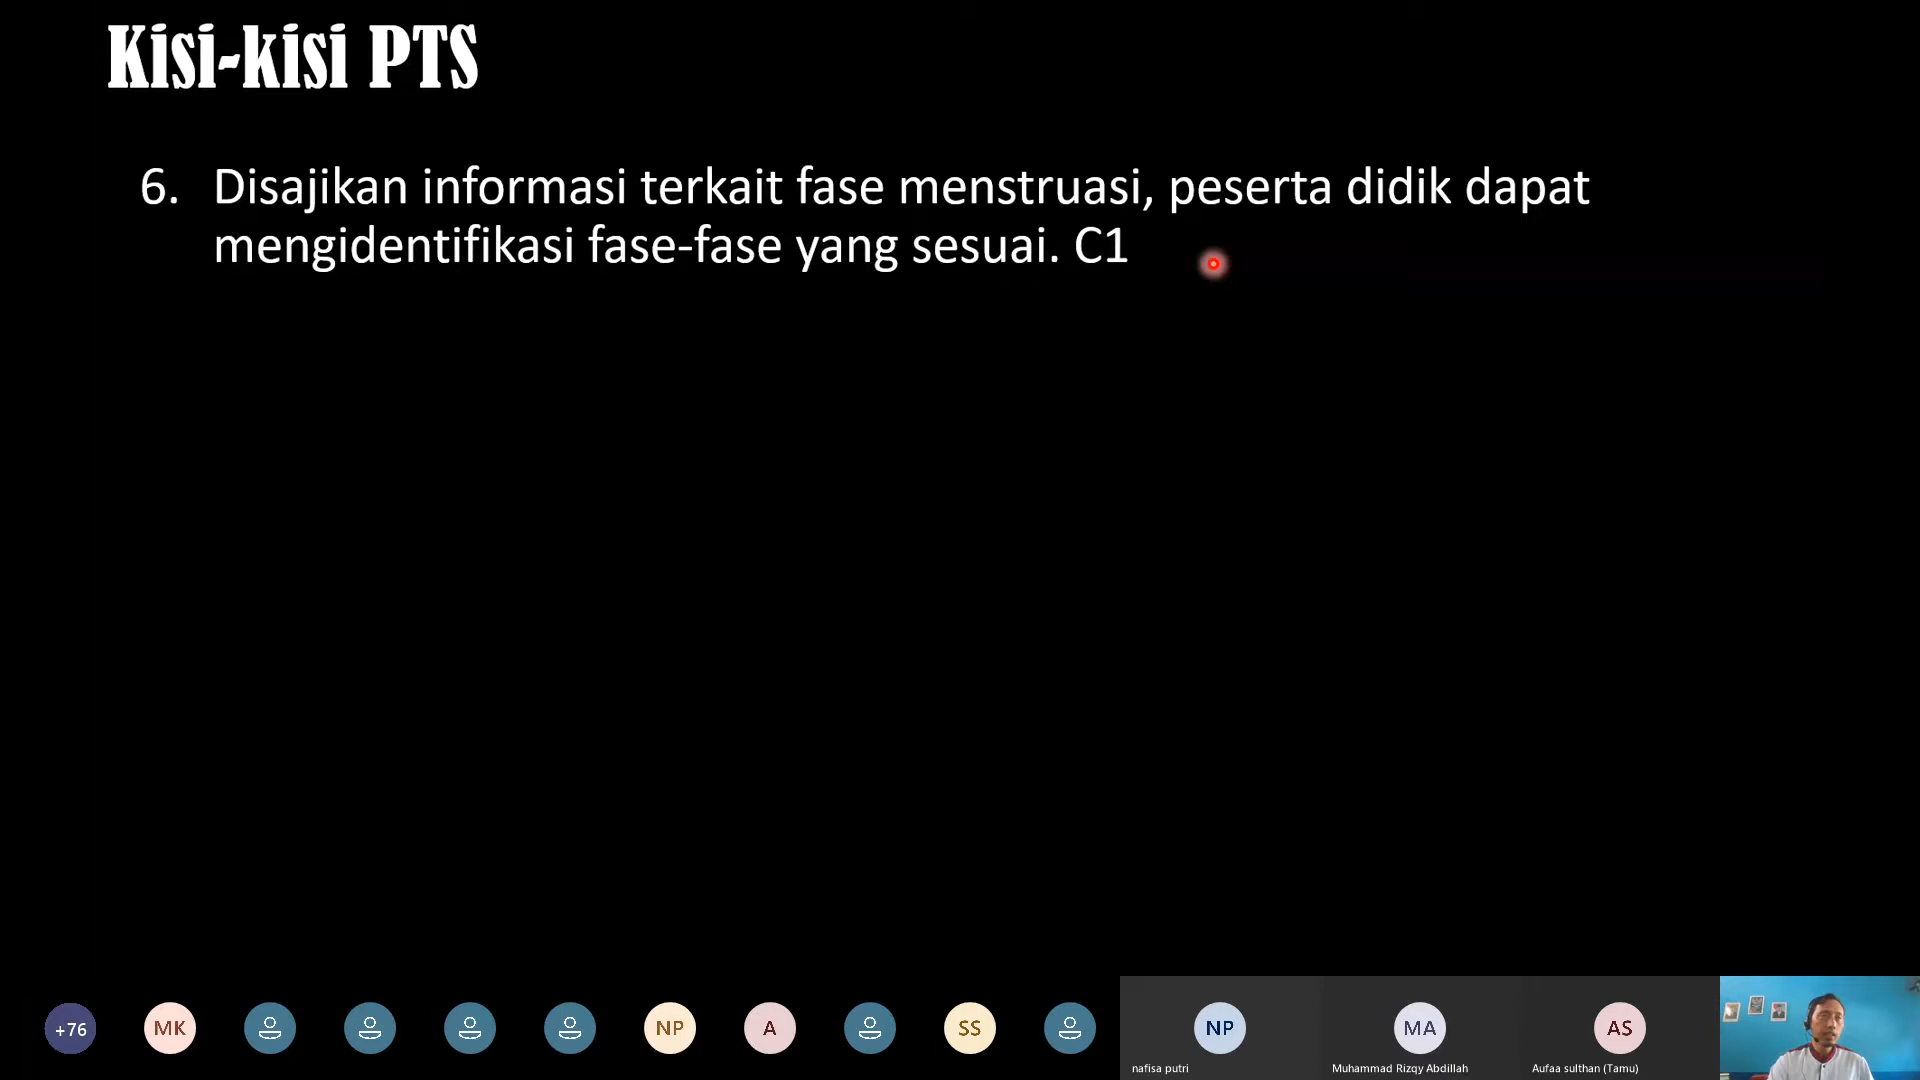 Kisi-kisi PTS
6. Disajikan informasi terkait fase menstruasi, peserta didik dapat
mengidentifikasi fase-fase yang sesuai. C1
+76
MK
NP
A
SS
NP
MA
AS
nafisa putri
Muhammad Rizqy Abdillah
Aufaa sulthan (Tamu)